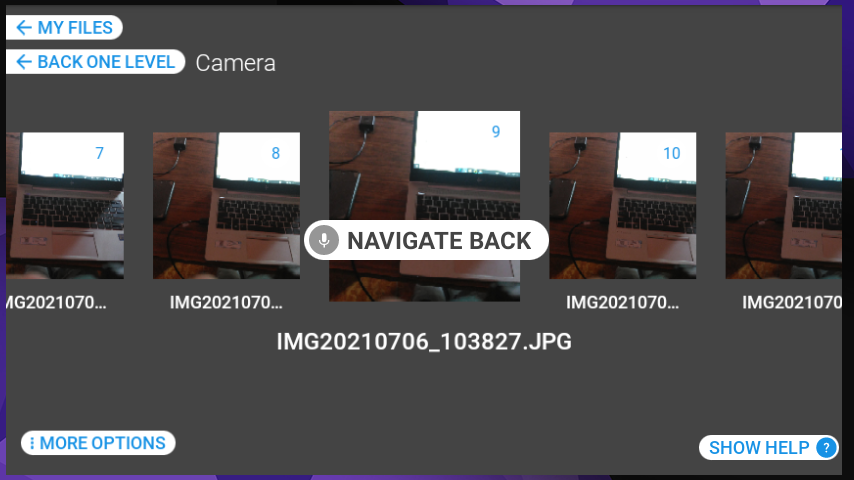 MY FILES
BACK ONE LEVEL Camera
7 8 9 10
NAVIGATE BACK
MG2021070... IMG2021070... IMG2021070... IMG2021070
IMG20210706_103827.JPG
MORE OPTIONS
SHOW HELP ?